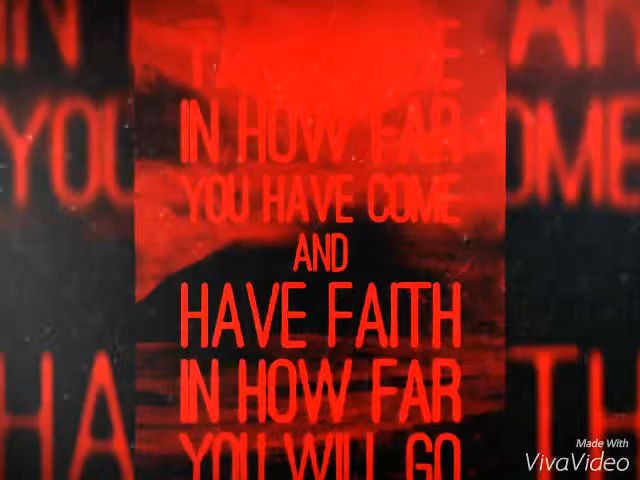 IN HOW FAR
YOU HAVE COME
AND
HAVE FAITH
IN HOW FAR
YOU WILL GO
Made With
VivaVideo